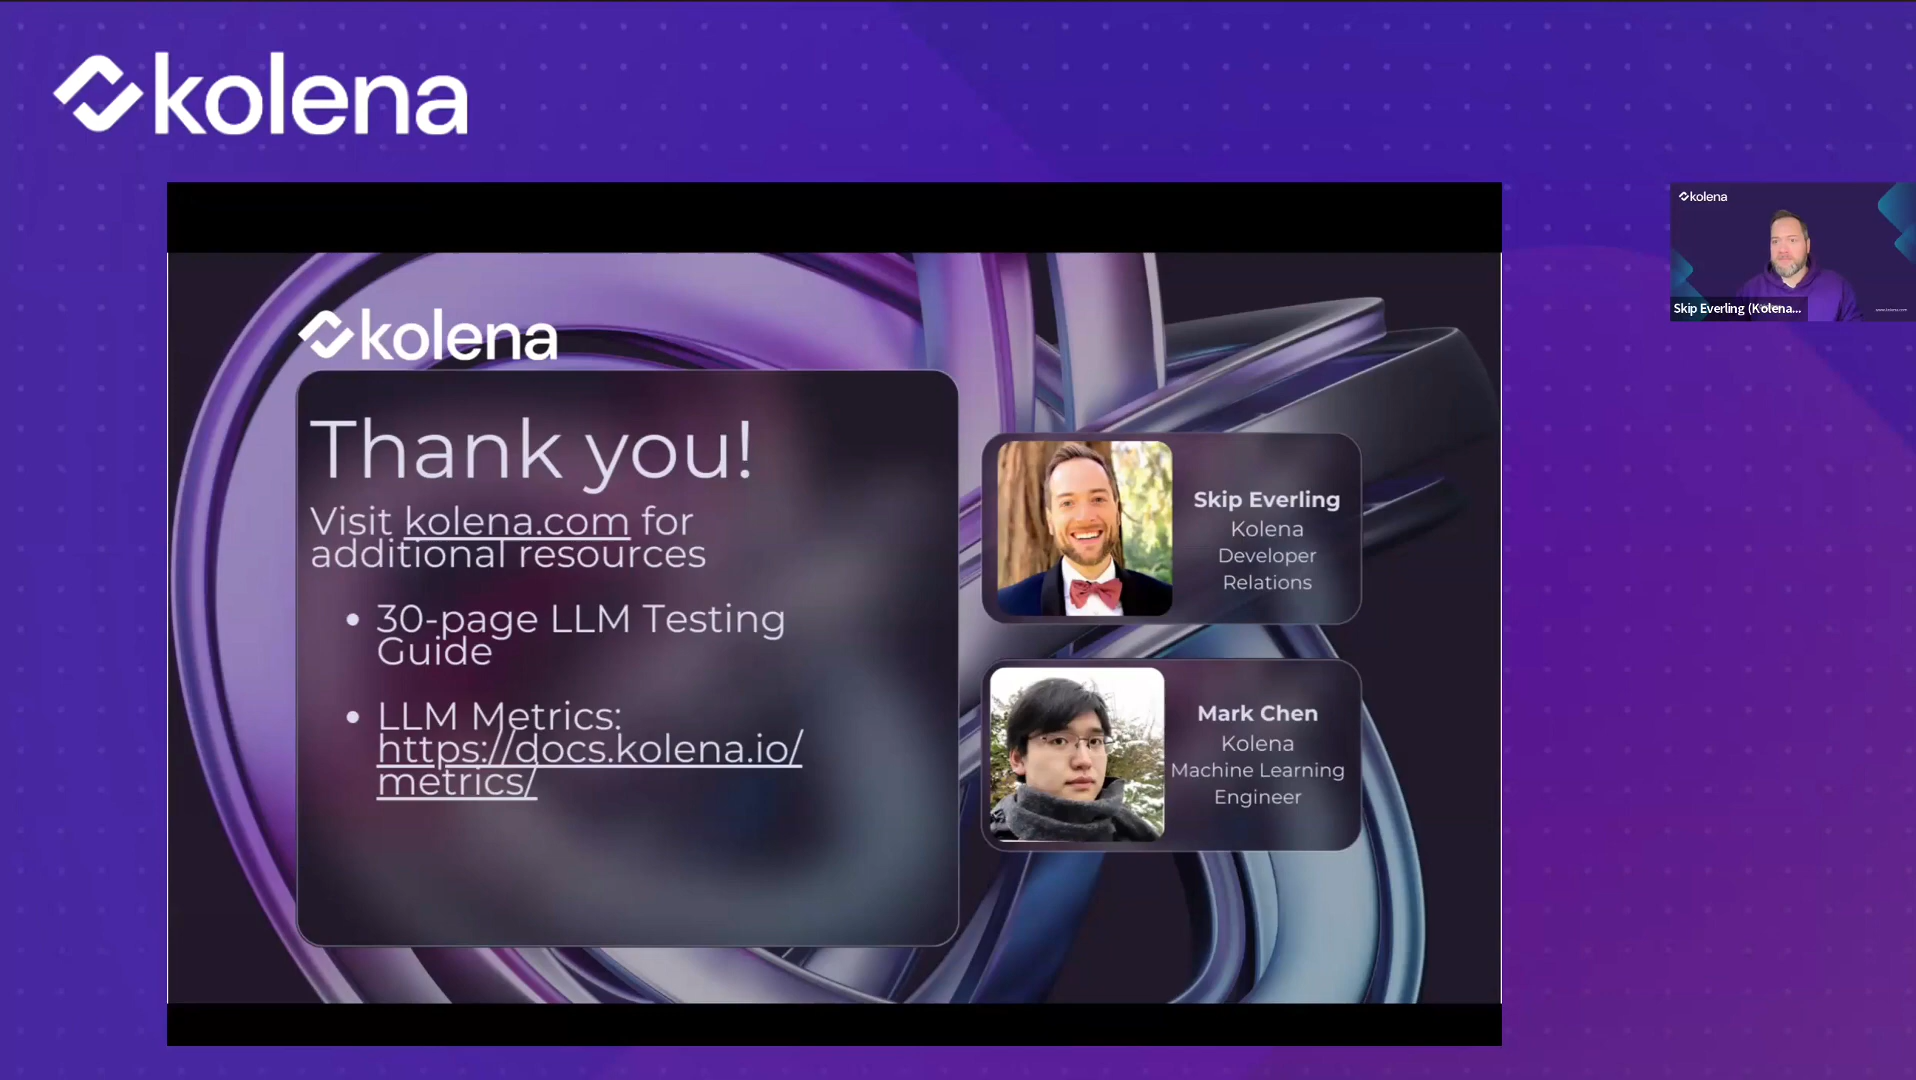 kolena
kolena
Thank you!
Visit kolena.com for
additional resources
• 30-page LLM Testing
Guide
• LLM Metrics:
https://docs.kolena.io/
metrics/
Skip Everling
Kolena
Developer
Relations
Mark Chen
Kolena
Machine Learning
Engineer
kolena
Skip Everling (Kolena...